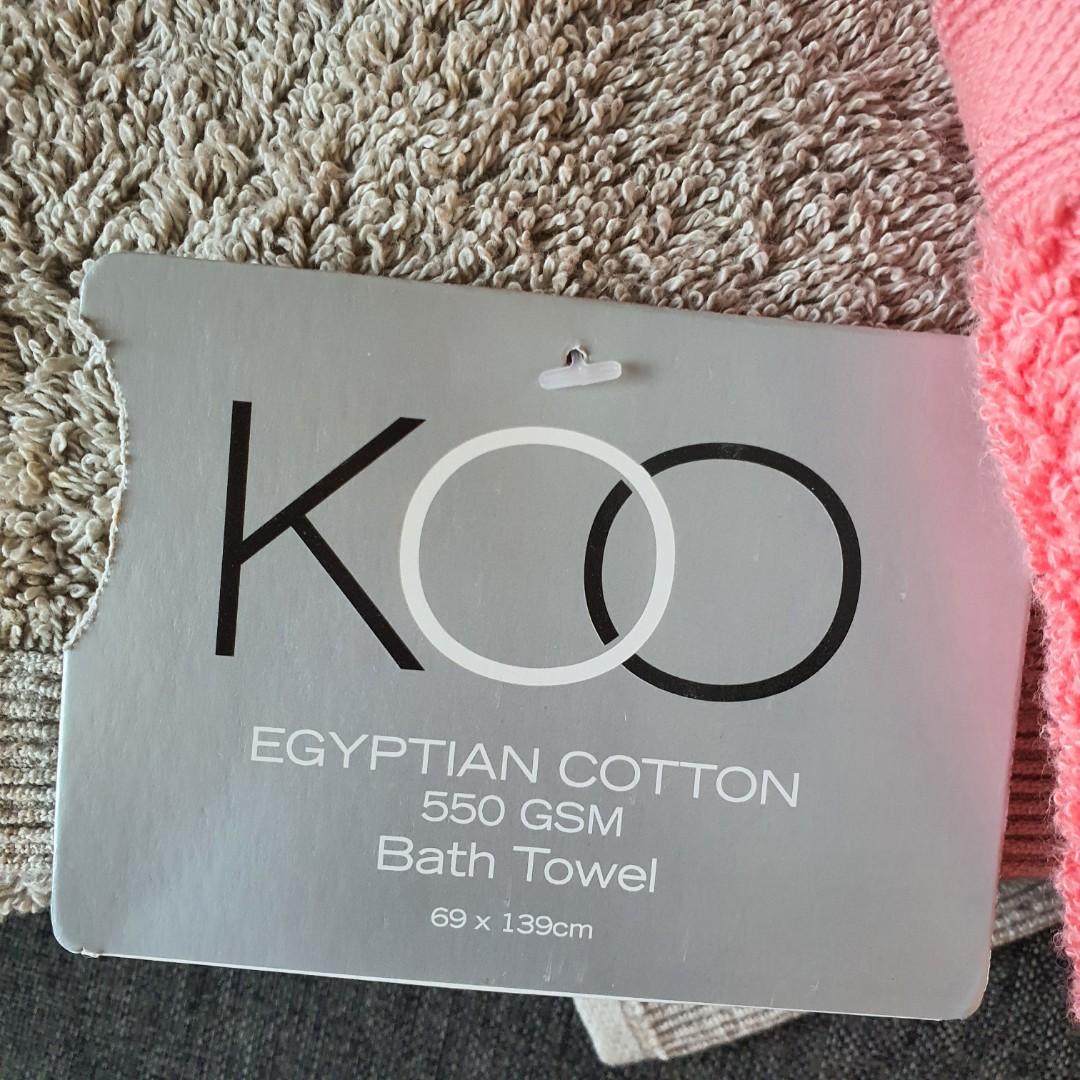 KOO
EGYPTIAN COTTON
550 GSM
Bath Towel
69 x 139cm